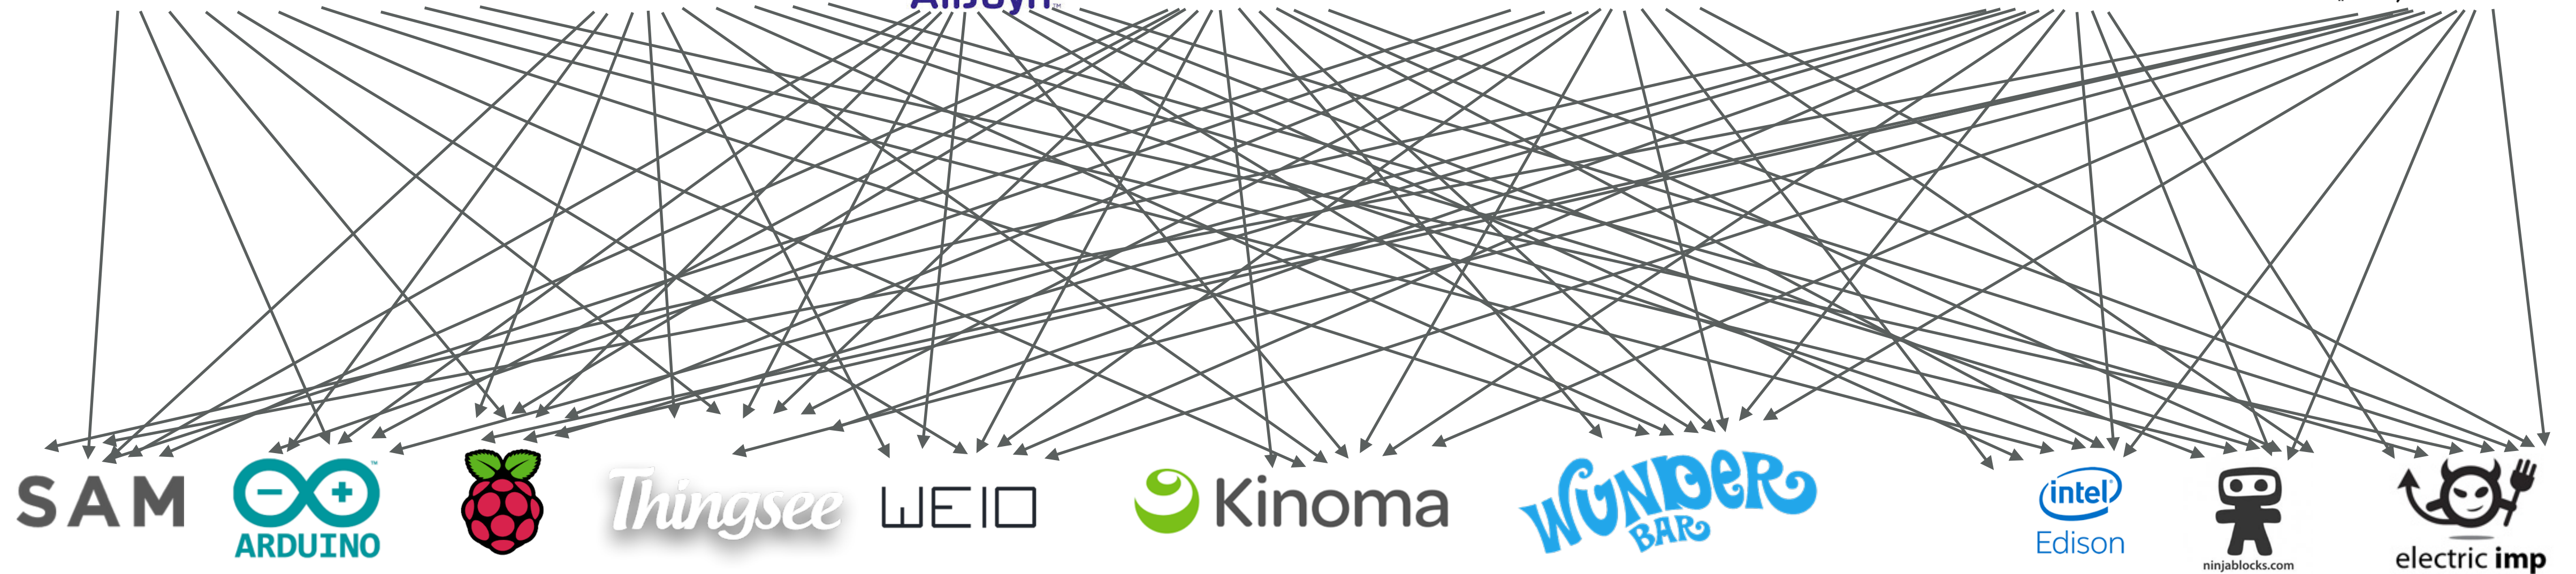 SAM
ARDUINO
Thingsee
WEIO
Kinoma
WUNDER
BAR
intel
Edison
ninjablocks.com
electric imp